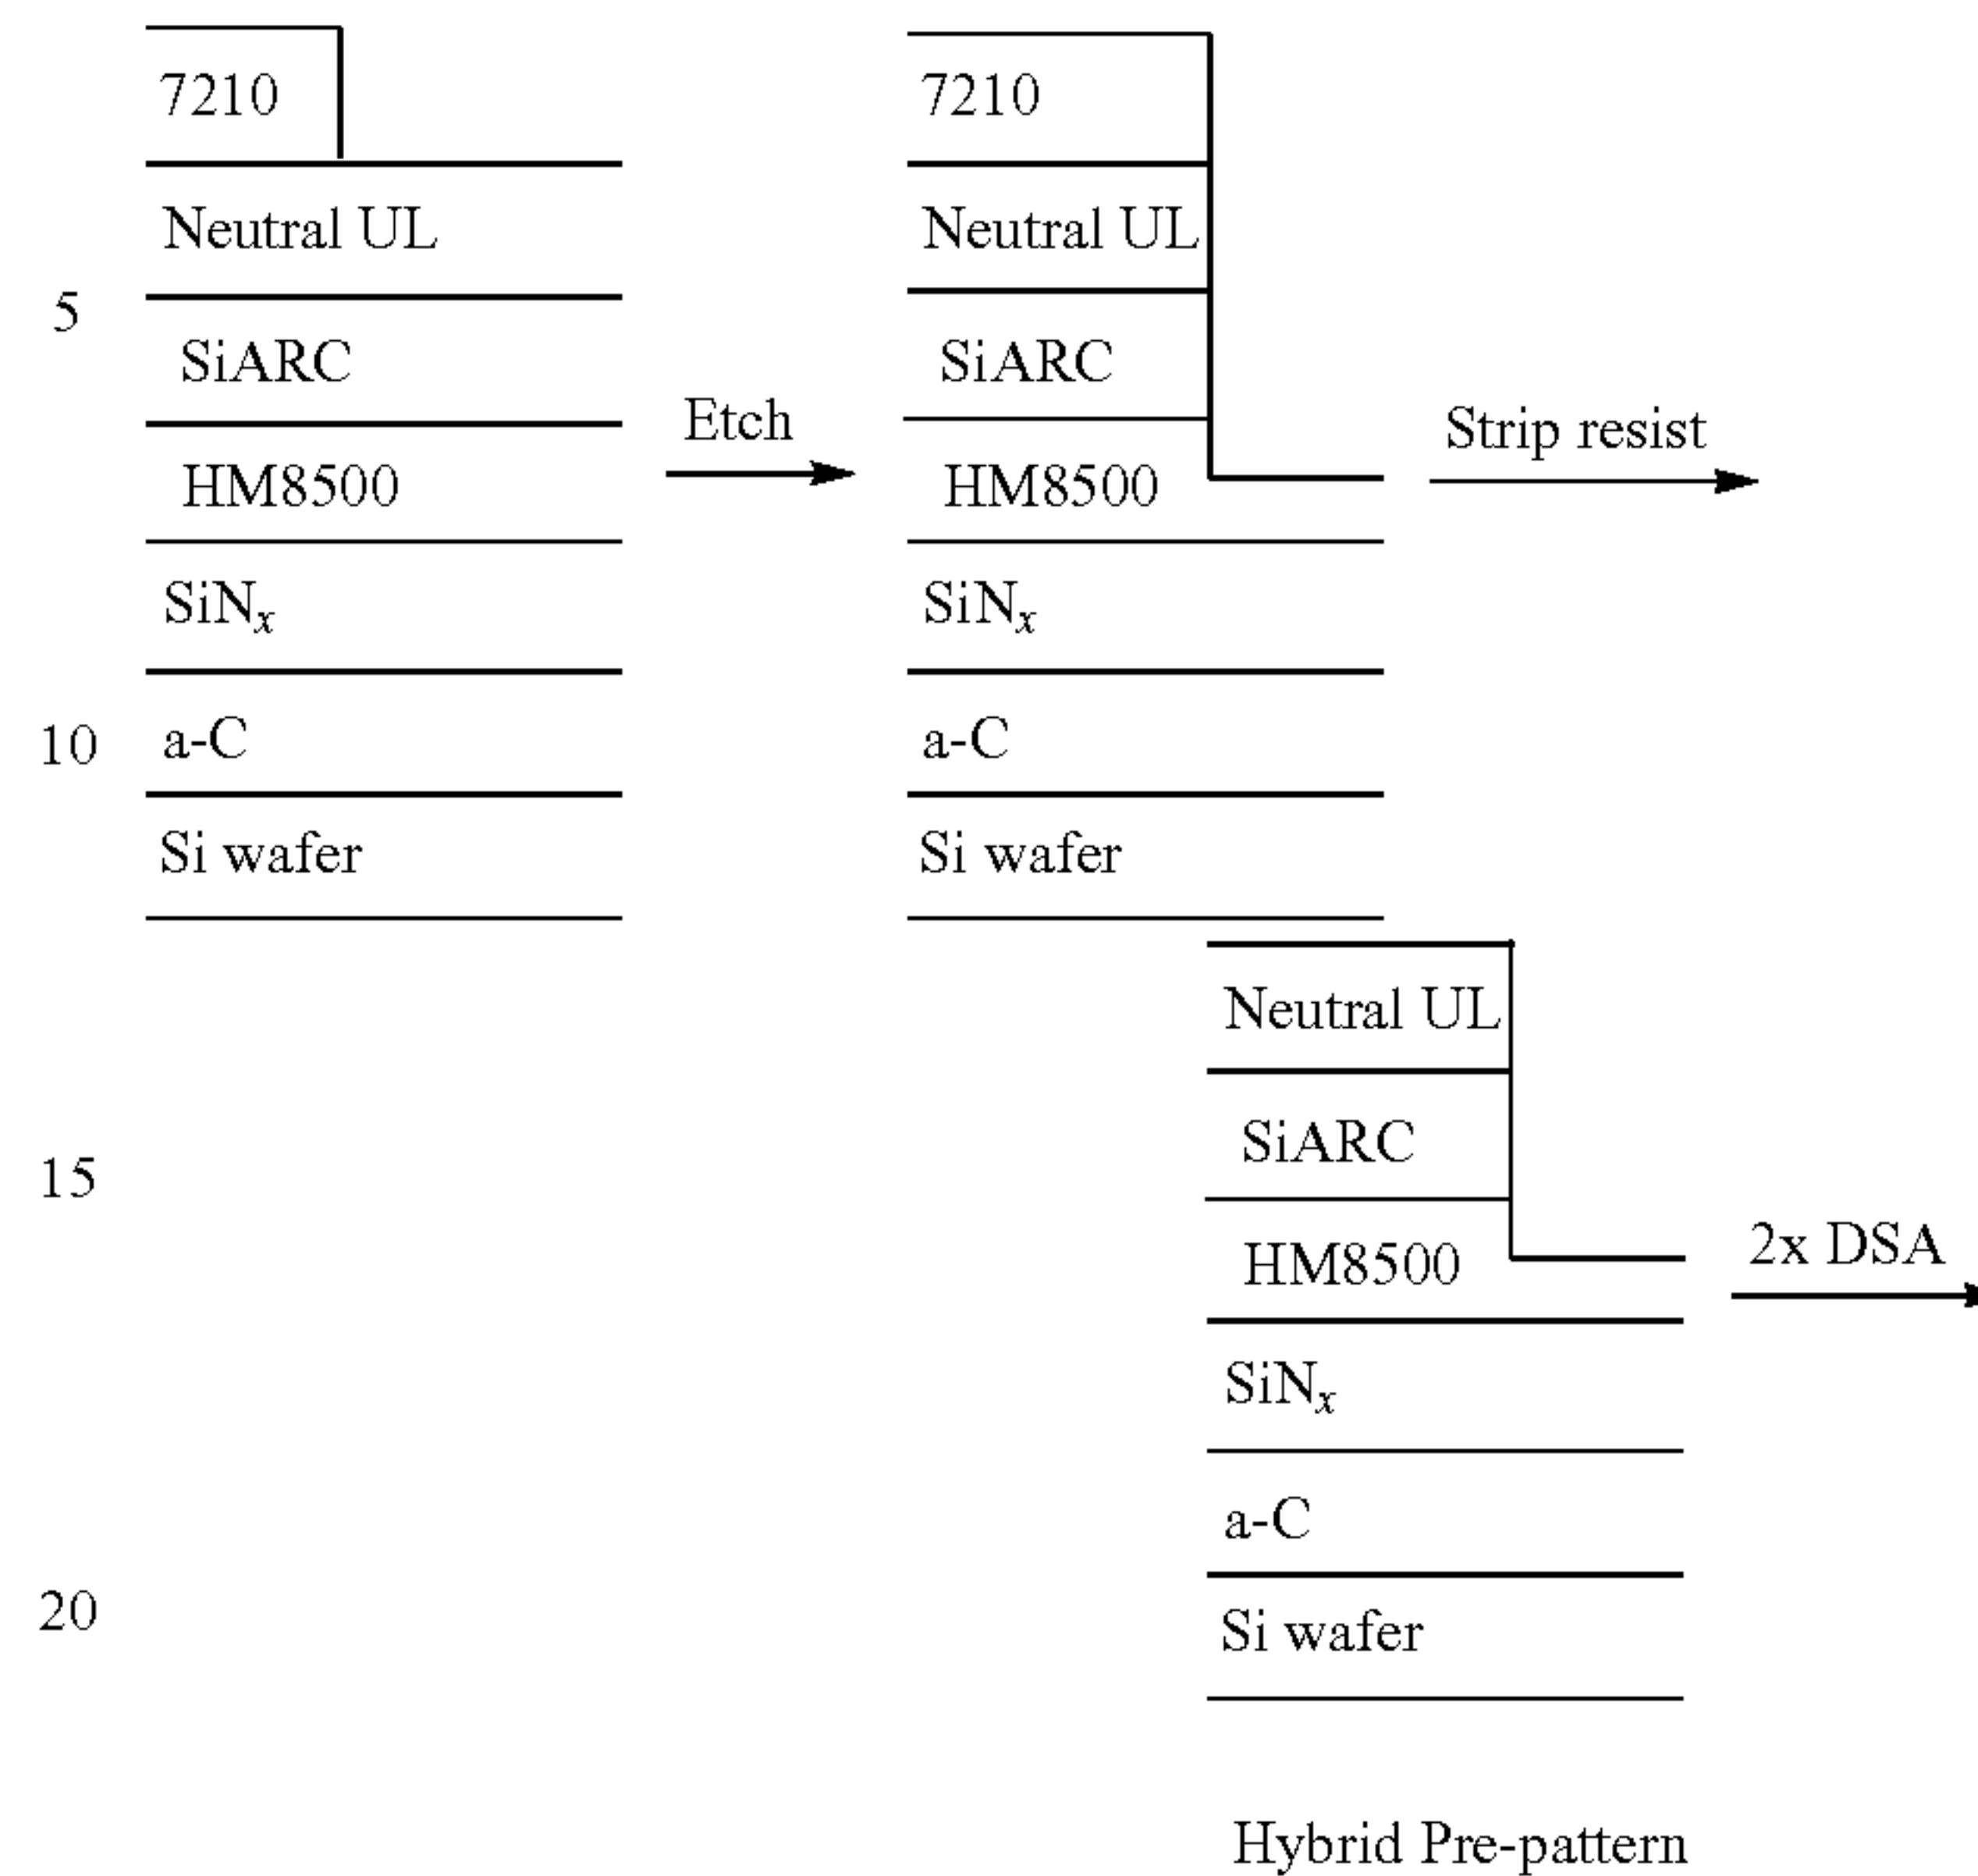 7210 7210
Neutral UL Neutral UL
5
SiARC SiARC
Etch Strip resist
HM8500 HM8500
SiNx SiNx
10 a-C a-C
Si wafer Si wafer
Neutral UL
15 SiARC
HM8500 2x DSA
SiNx
a-C
20 Si wafer
Hybrid Pre-pattern